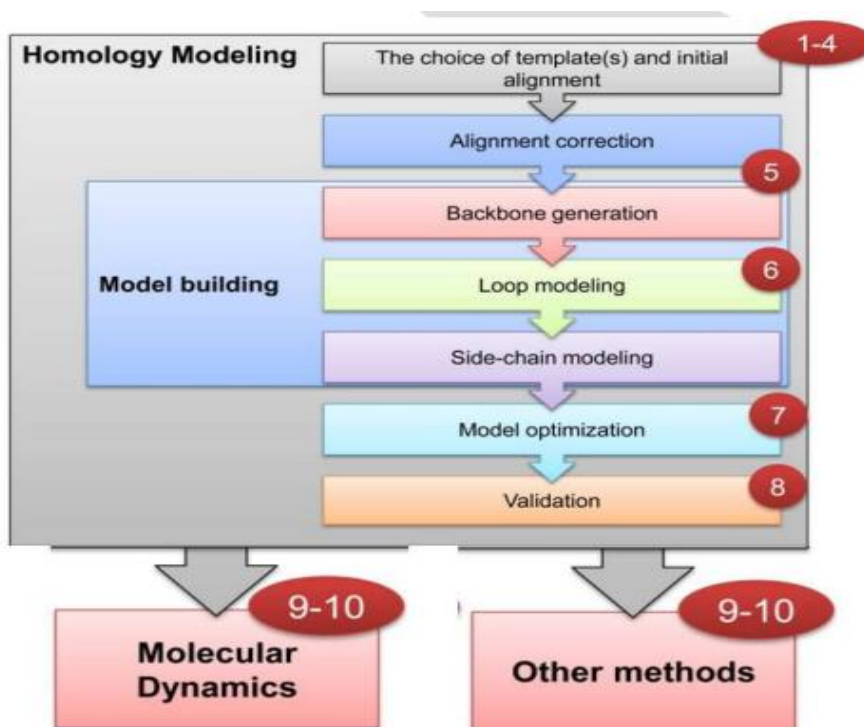 Homology Modeling
1-4
The choice of template(s) and initial
alignment
Alignment correction
5
Backbone generation
Model building
6
Loop modeling
Side-chain modeling
7
Model optimization
8
Validation
9-10
Molecular
Dynamics
9-10
Other methods